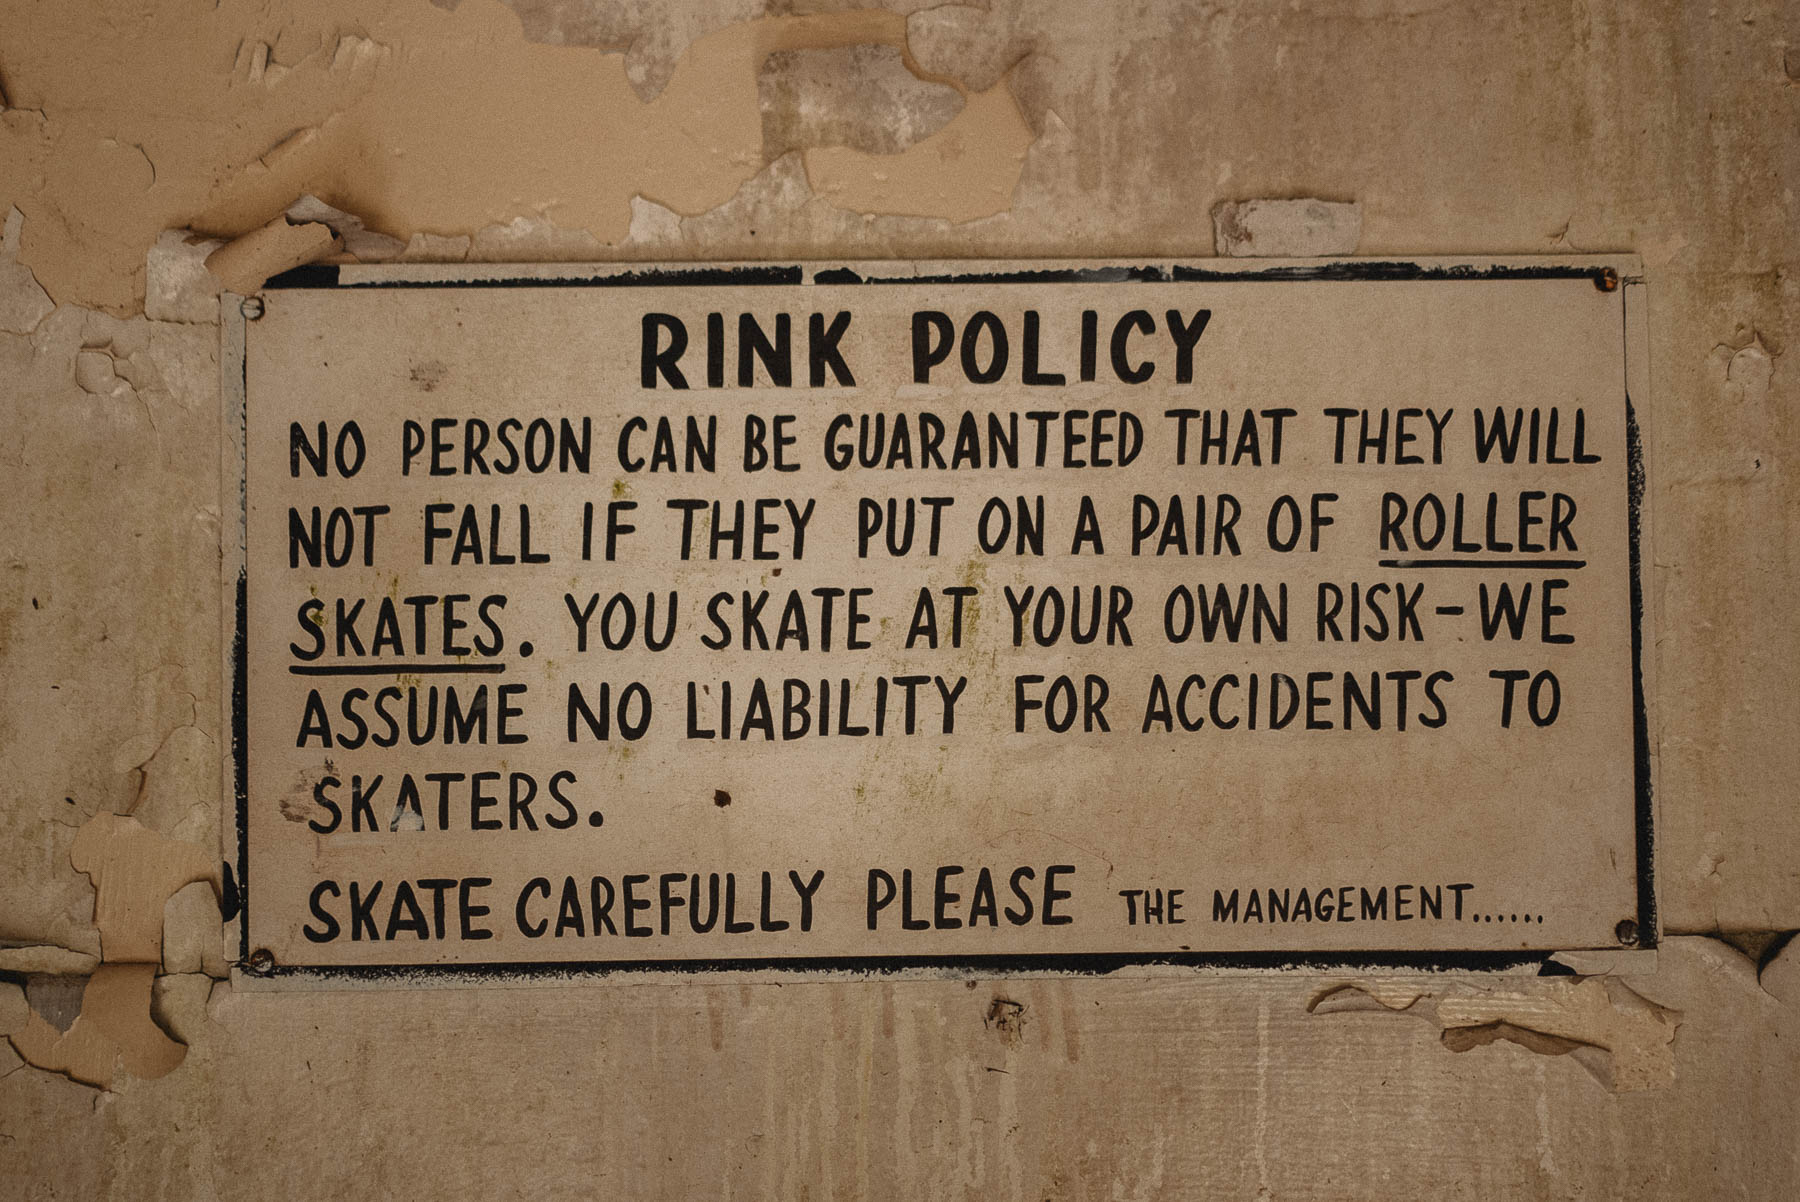 RINK POLICY
NO PERSON CAN BE GUARANTEED THAT THEY WILL
NOT FALL IF THEY PUT ON A PAIR OF ROLLER
SKATES. YOU SKATE AT YOUR OWN RISK-WE
ASSUME NO LIABILITY FOR ACCIDENTS TO
SKATERS.
SKATE CAREFULLY PLEASE THE MANAGEMENT......